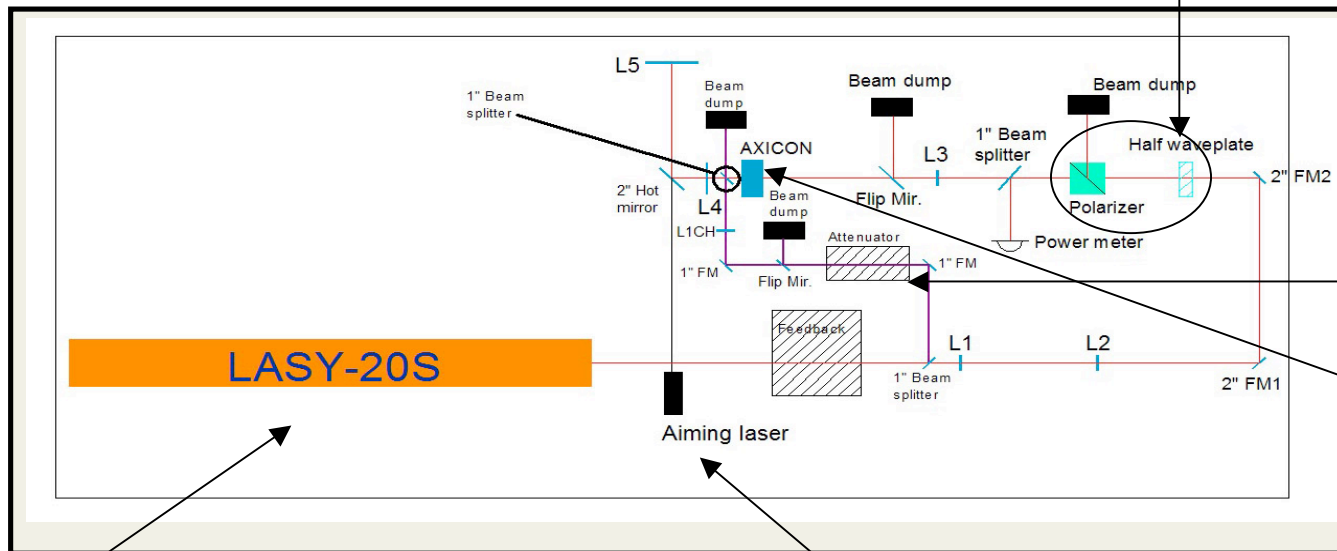 L5
Beam
dump
Beam dump
Beam dump
1" Beam
splitter
AXICON
L3
1" Beam
splitter
Half waveplate
2" FM2
2" Hot
mirror
L4
Beam
dump
Flip Mir.
Polarizer
L1CH
Attenuator
Power meter
1" FM
Flip Mir.
1" FM
Feedback
L1
L2
LASY-20S
1" Beam
splitter
2" FM1
Aiming laser